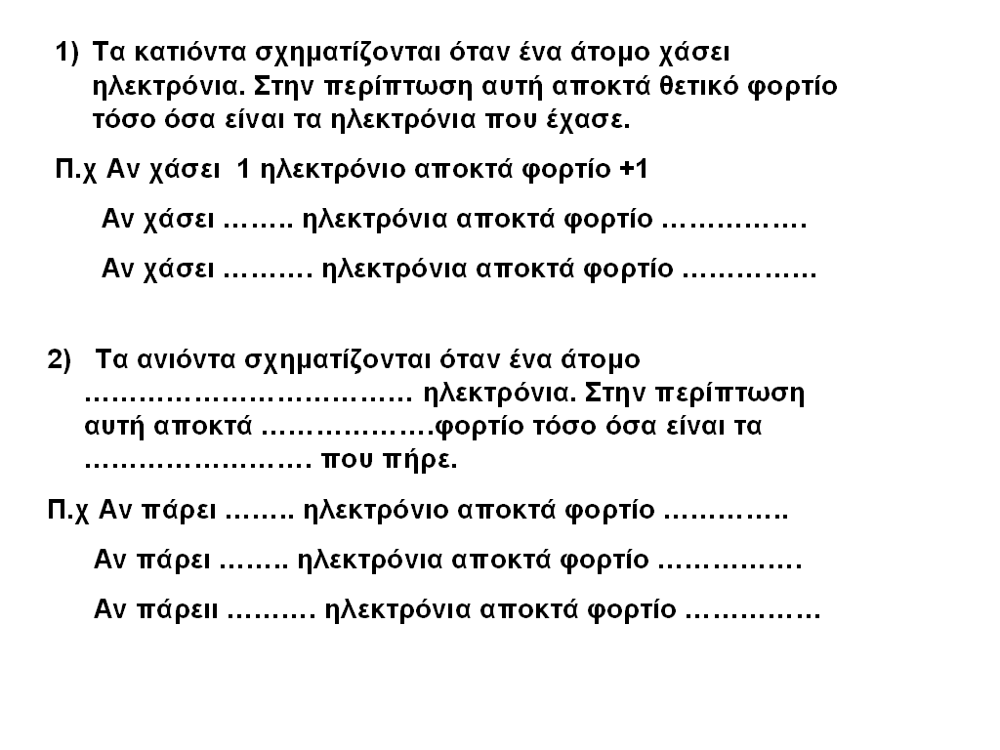 1) Τα κατιόντα σχηματίζονται όταν ένα άτομο χάσει
ηλεκτρόνια. Στην περίπτωση αυτή αποκτά θετικό φορτίο
τόσο όσα είναι τα ηλεκτρόνια που έχασε.
Π.χ Αν χάσει  1 ηλεκτρόνιο αποκτά φορτίο +1
Αν χάσει …….. ηλεκτρόνια αποκτά φορτίο …………….
Αν χάσει ………. ηλεκτρόνια αποκτά φορτίο ……………
2) Τα ανιόντα σχηματίζονται όταν ένα άτομο
……………………………… ηλεκτρόνια. Στην περίπτωση
αυτή αποκτά ……………….φορτίο τόσο όσα είναι τα
……………………. που πήρε.
Π.χ Αν πάρει …….. ηλεκτρόνιο αποκτά φορτίο …………..
Αν πάρει …….. ηλεκτρόνια αποκτά φορτίο …………….
Αν πάρειι ………. ηλεκτρόνια αποκτά φορτίο ……………